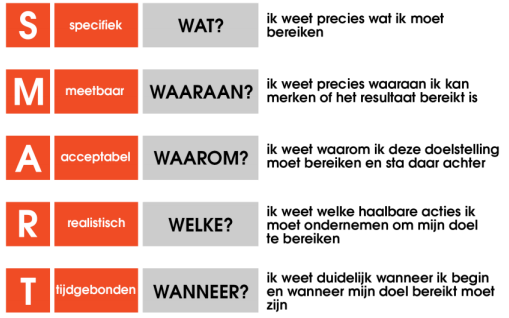 S specifiek WAT? ik weet precies wat ik moet
bereiken
M meetbaar WAARAAN? ik weet precies waaraan ik kan
merken of het resultaat bereikt is
A acceptabel WAAROM? ik weet waarom ik deze doelstelling
moet bereiken en sta daar achter
R realistisch WELKE? ik weet welke haalbare acties ik
moet ondernemen om mijn doel
te bereiken
T tijdgebonden WANNEER? ik weet duidelijk wanneer ik begin
en wanneer mijn doel bereikt moet
zijn